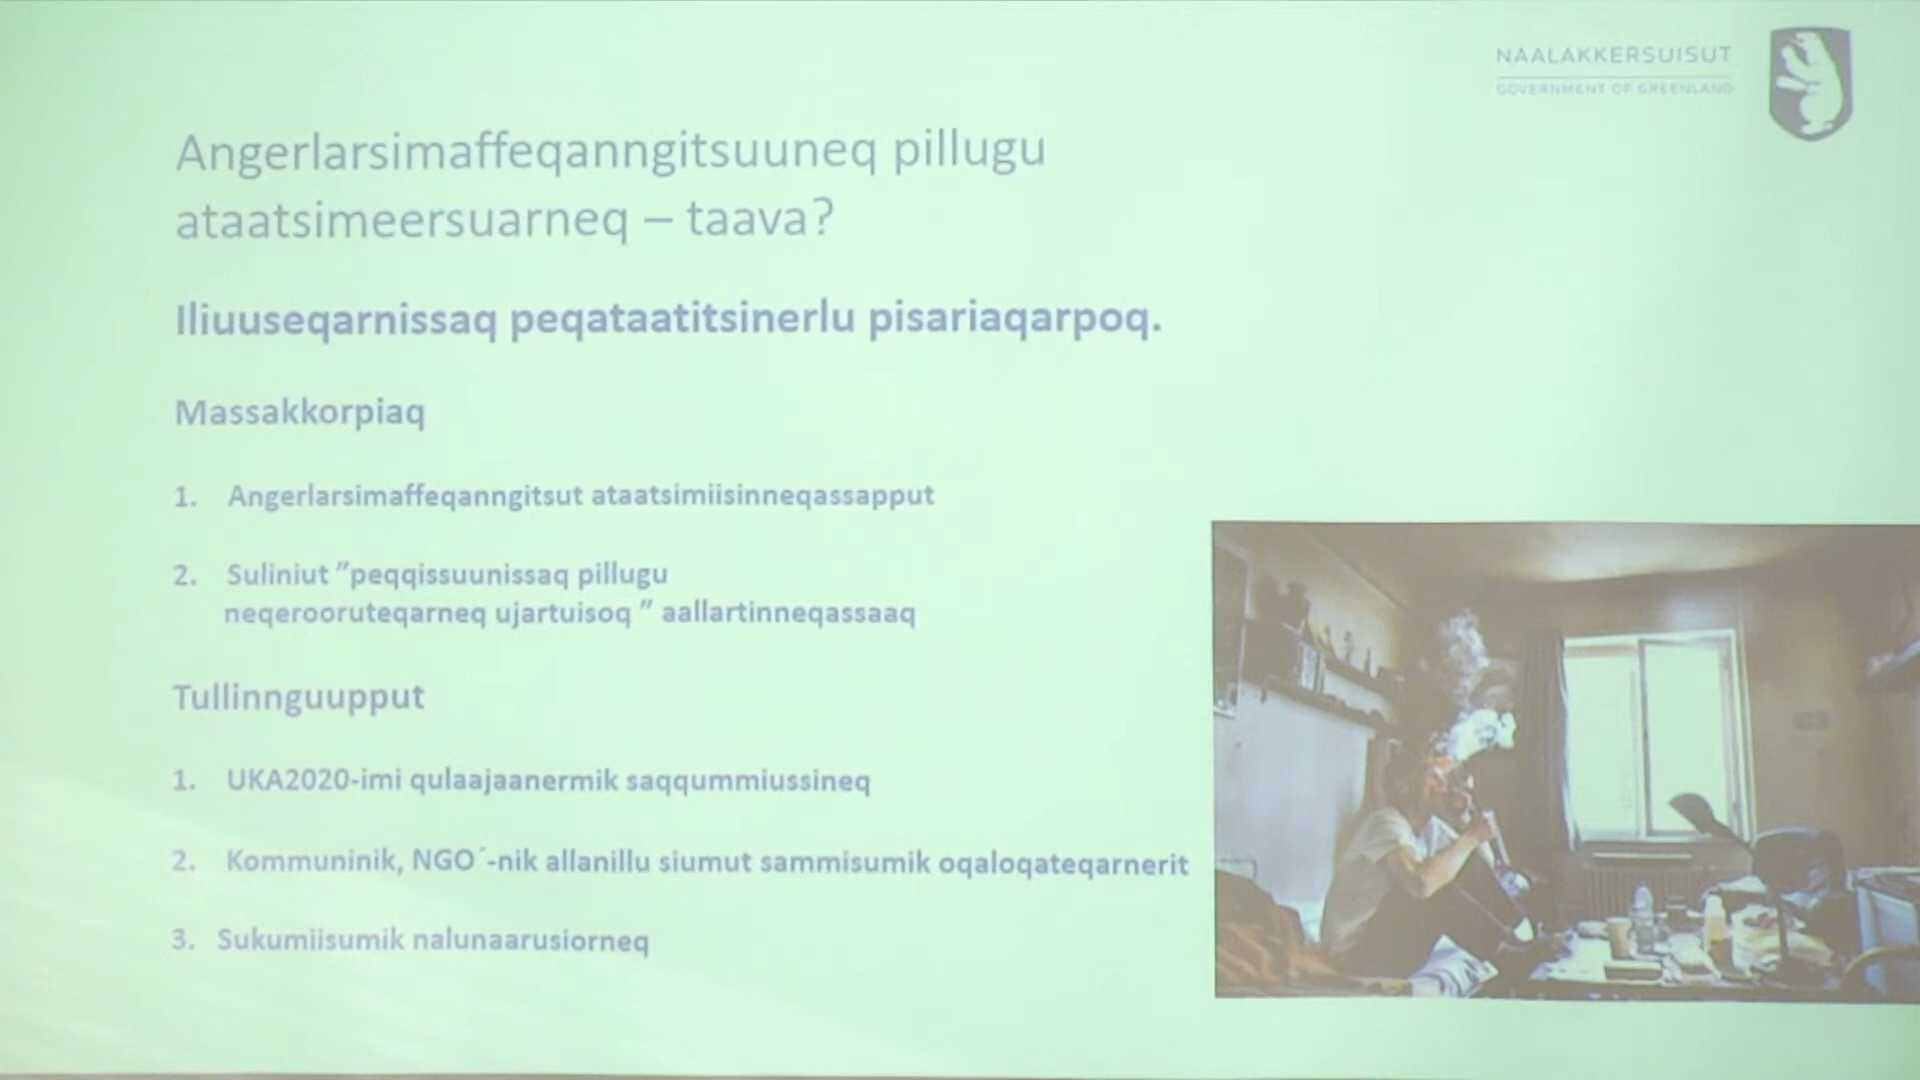 NAALAKKERSUISUT
GOVERNMENT OF GREENLAND
Angerlarsimaffeqanngitsuuneq pillugu
ataatsimeersuarneq – taava?
Iliuuseqarnissaq peqataatitsinerlu pisariaqarpoq.
Massakkorpiaq
1. Angerlarsimaffeqanngitsut ataatsimiisinneqassapput
2. Suliniut ”peqqissuunissaq pillugu
neqerooruteqarneq ujartuisoq ” aallartinneqassaaq
Tullinnguupput
1. UKA2020-imi qulaajaanermik saqqummiussineq
2. Kommuninik, NGO´-nik allanillu siumut sammisumik oqaloqateqarnerit
3. Sukumiisumik nalunaarusiorneq